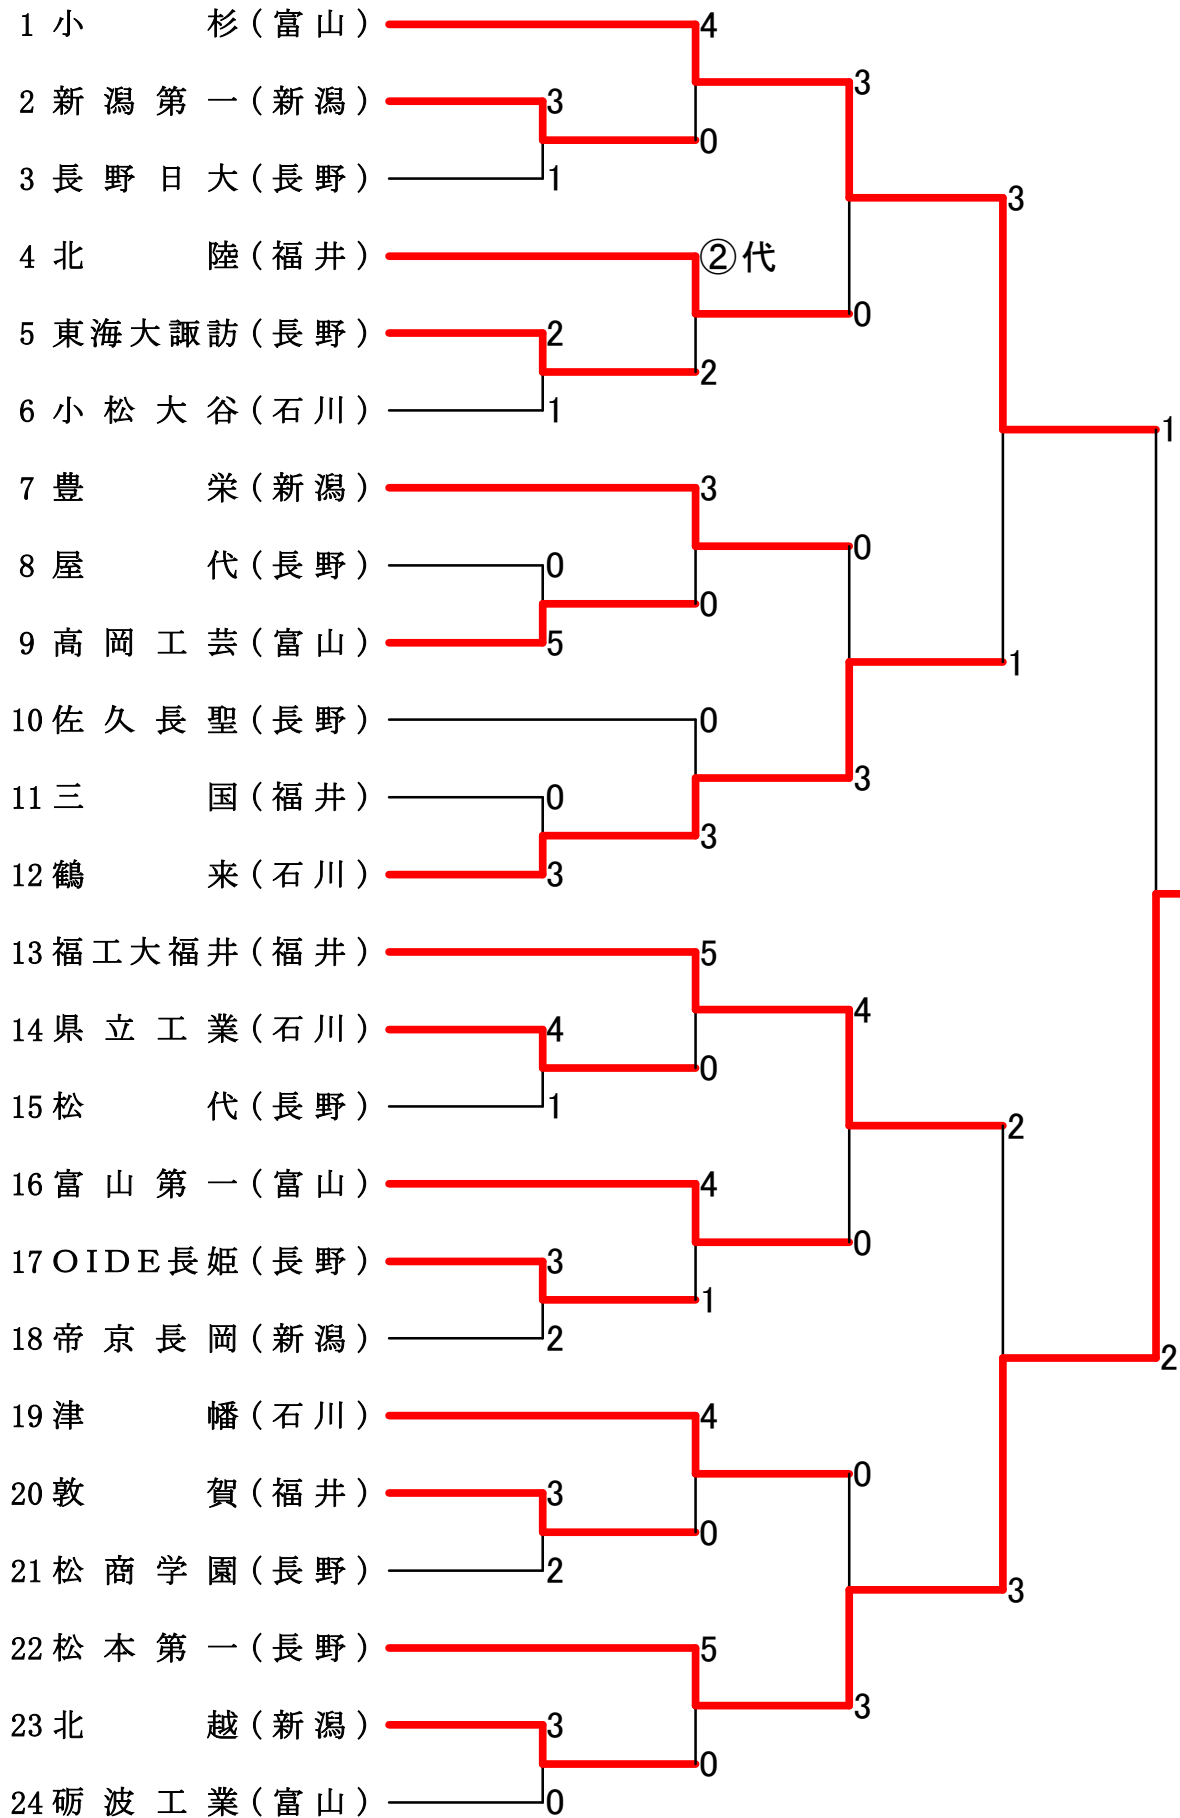 1 小杉(富山) 4
3
2 新潟第一(新潟) 3
0
3 長野日大(長野) 1
3
4 北陸(福井) ②代
0
5 東海大諏訪(長野) 2
2
6 小松大谷(石川) 1
1
7 豊栄(新潟) 3
0
8 屋代(長野) 0
0
9 高岡工芸(富山) 5
1
10 佐久長聖(長野) 0
3
11 三国(福井) 0
3
12 鶴来(石川) 3
13 福工大福井(福井) 5
4
14 県立工業(石川) 4
0
15 松代(長野) 1
2
16 富山第一(富山) 4
0
17 OIDE長姫(長野) 3
1
18 帝京長岡(新潟) 2
2
19 津幡(石川) 4
0
20 敦賀(福井) 3
0
21 松商学園(長野) 2
3
22 松本第一(長野) 5
3
23 北越(新潟) 3
0
24 砺波工業(富山) 0